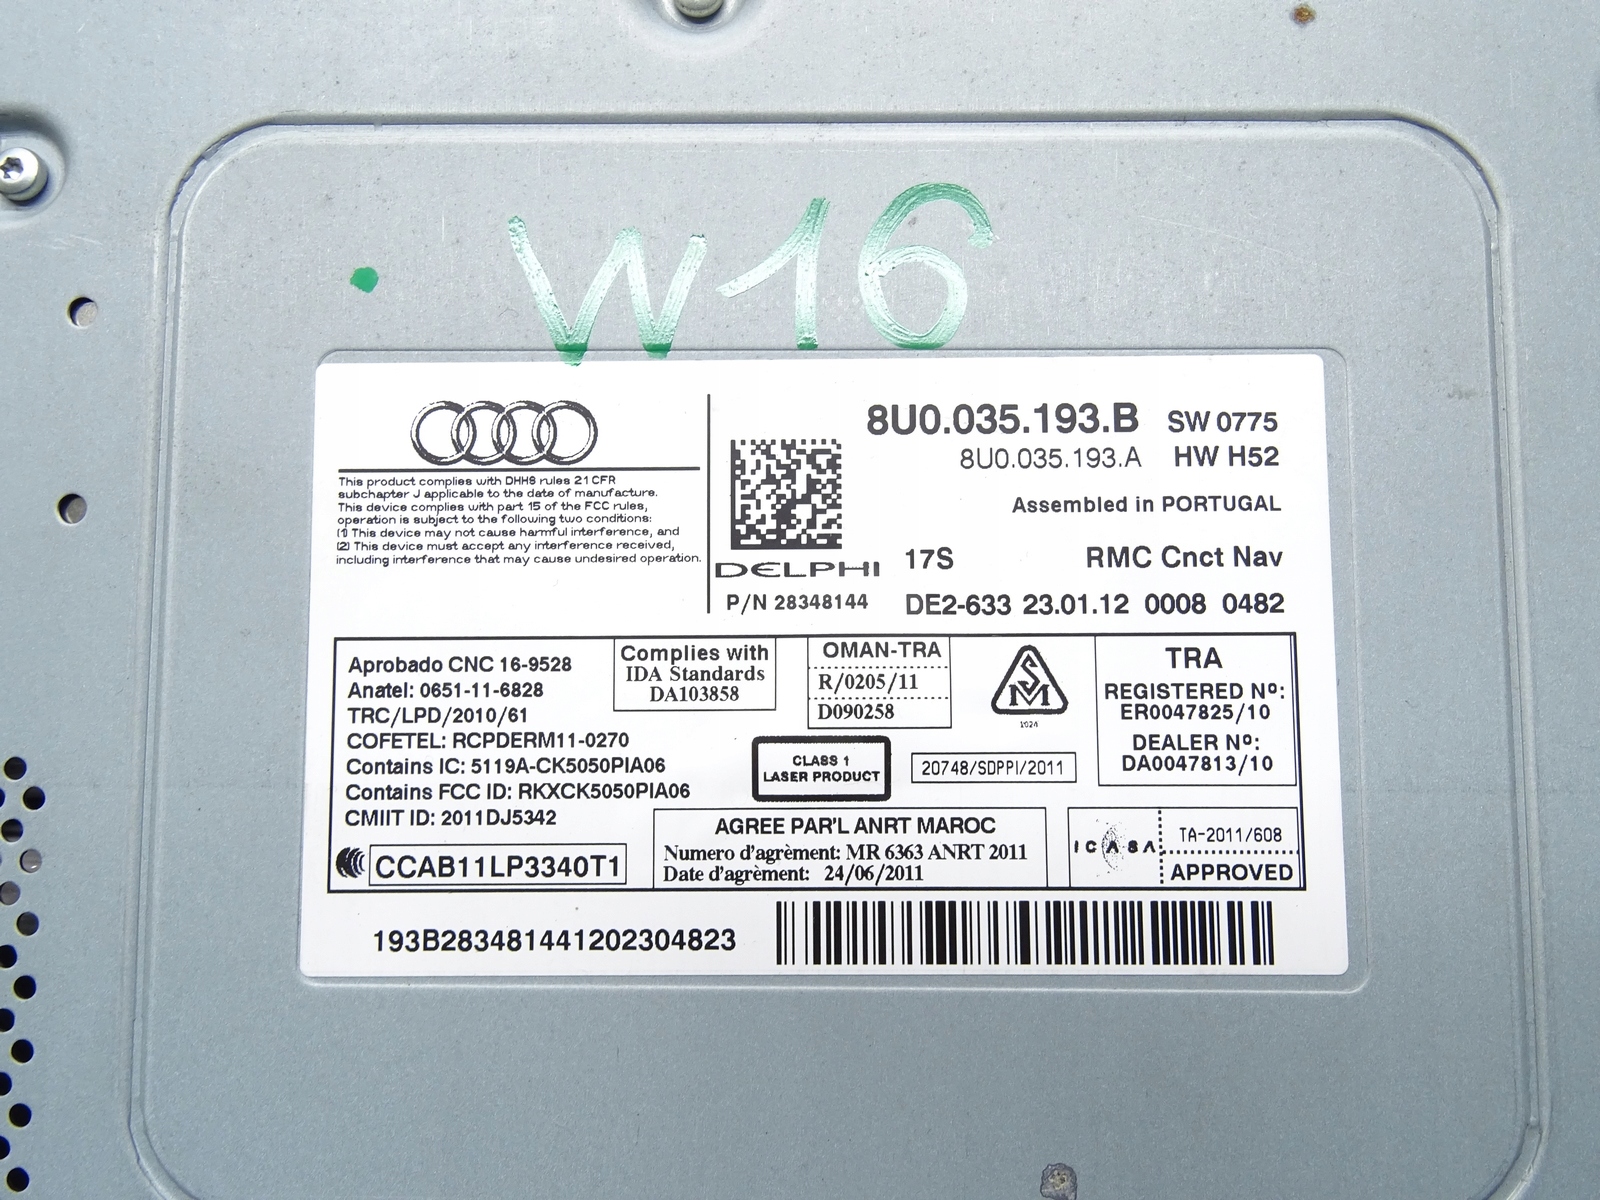 W16
8U0.035.193.B SW 0775
8U0.035.193.A HW H52
Assembled in PORTUGAL
This product complies with DHHS rules 21 CFR
subchapter J applicable to the date of manufacture.
This device complies with part 15 of the FCC rules,
operation is subject to the following two conditions:
(1) This device may not cause harmful interference, and
(2) This device must accept any interference received,
including interference that may cause undesired operation.
DELPHI 17S RMC Cnct Nav
P/N 28348144 DE2-633 23.01.12 0008 0482
Aprobado CNC 16-9528
Anatel: 0651-11-6828
TRC/LPD/2010/61
COFETEL: RCPDERM11-0270
Contains IC: 5119A-CK5050PIA06
Contains FCC ID: RKXCK5050PIA06
CMIIT ID: 2011DJ5342
CCAB11LP3340T1
Complies with
IDA Standards
DA103858
OMAN-TRA
R/0205/11
D090258
SM
1024
TRA
REGISTERED Nº:
ER0047825/10
DEALER Nº:
DA0047813/10
CLASS 1
LASER PRODUCT
20748/SDPPI/2011
AGREE PAR'L ANRT MAROC
Numero d'agrèment: MR 6363 ANRT 2011
Date d'agrèment: 24/06/2011
ICASA
TA-2011/608
APPROVED
193B283481441202304823